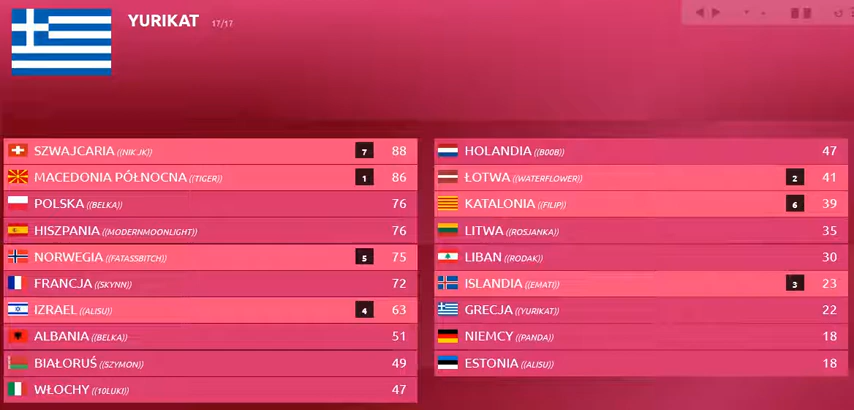 YURIKAT 17/17
SZWAJCARIA ((NIK.JK)) 7 88
MACEDONIA PÓŁNOCNA ((TIGER)) 1 86
POLSKA ((BELKA)) 76
HISZPANIA ((MODERNMOONLIGHT)) 76
NORWEGIA ((FATASSBITCH)) 5 75
FRANCJA ((SKYNN)) 72
IZRAEL ((ALISU)) 4 63
ALBANIA ((BELKA)) 51
BIAŁORUŚ ((SZYMON)) 49
WŁOCHY ((10LUKI)) 47
HOLANDIA ((B00B)) 47
ŁOTWA ((WATERFLOWER)) 2 41
KATALONIA ((FILIP)) 6 39
LITWA ((ROSJANKA)) 35
LIBAN ((RODAK)) 30
ISLANDIA ((EMATI)) 3 23
GRECJA ((YURIKAT)) 22
NIEMCY ((PANDA)) 18
ESTONIA ((ALISU)) 18